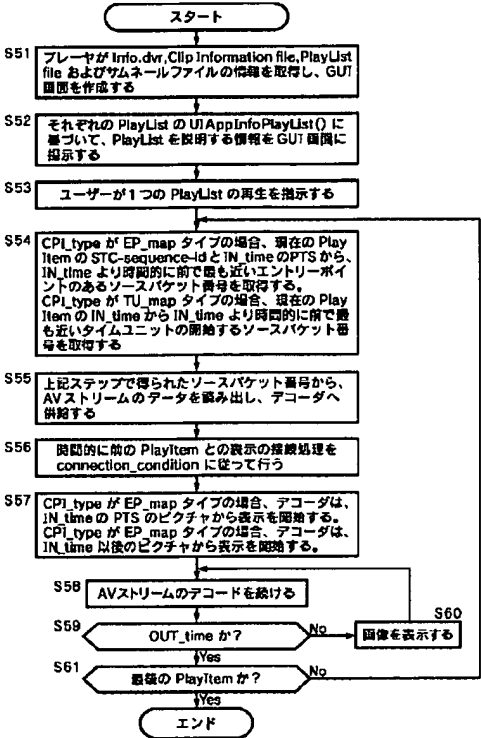 スタート
S51
プレーヤが Info.dvr,Clip Information file,PlayList
file およびサムネールファイルの情報を取得し、GUI
画面を作成する
S52
それぞれの PlayList の UIAppInfoPlayList() に
基づいて、PlayList を説明する情報を GUI 画面に
提示する
S53
ユーザーが1つの PlayList の再生を指示する
S54
CPI_type が EP_map タイプの場合、現在の Play
Item の STC-sequence-id と IN_time のPTS から、
IN_time より時間的に前で最も近いエントリーポイ
ントのあるソースパケット番号を取得する。
CPI_type が TU_map タイプの場合、現在の Play
Item の IN_time から IN_time より時間的に前で最
も近いタイムユニットの開始するソースパケット番
号を取得する
S55
上記ステップで得られたソースパケット番号から、
AVストリームのデータを読み出し、デコーダへ
供給する
S56
時間的に前の PlayItem との表示の接続処理を
connection_condition に従って行う
S57
CPI_type が EP_map タイプの場合、デコーダは、
IN_time の PTS のピクチャから表示を開始する。
CPI_type が EP_map タイプの場合、デコーダは、
IN_time 以後のピクチャから表示を開始する。
S58
AVストリームのデコードを続ける
S59
OUT_time か？
No
S60
画像を表示する
Yes
S61
最後の PlayItem か？
No
Yes
エンド